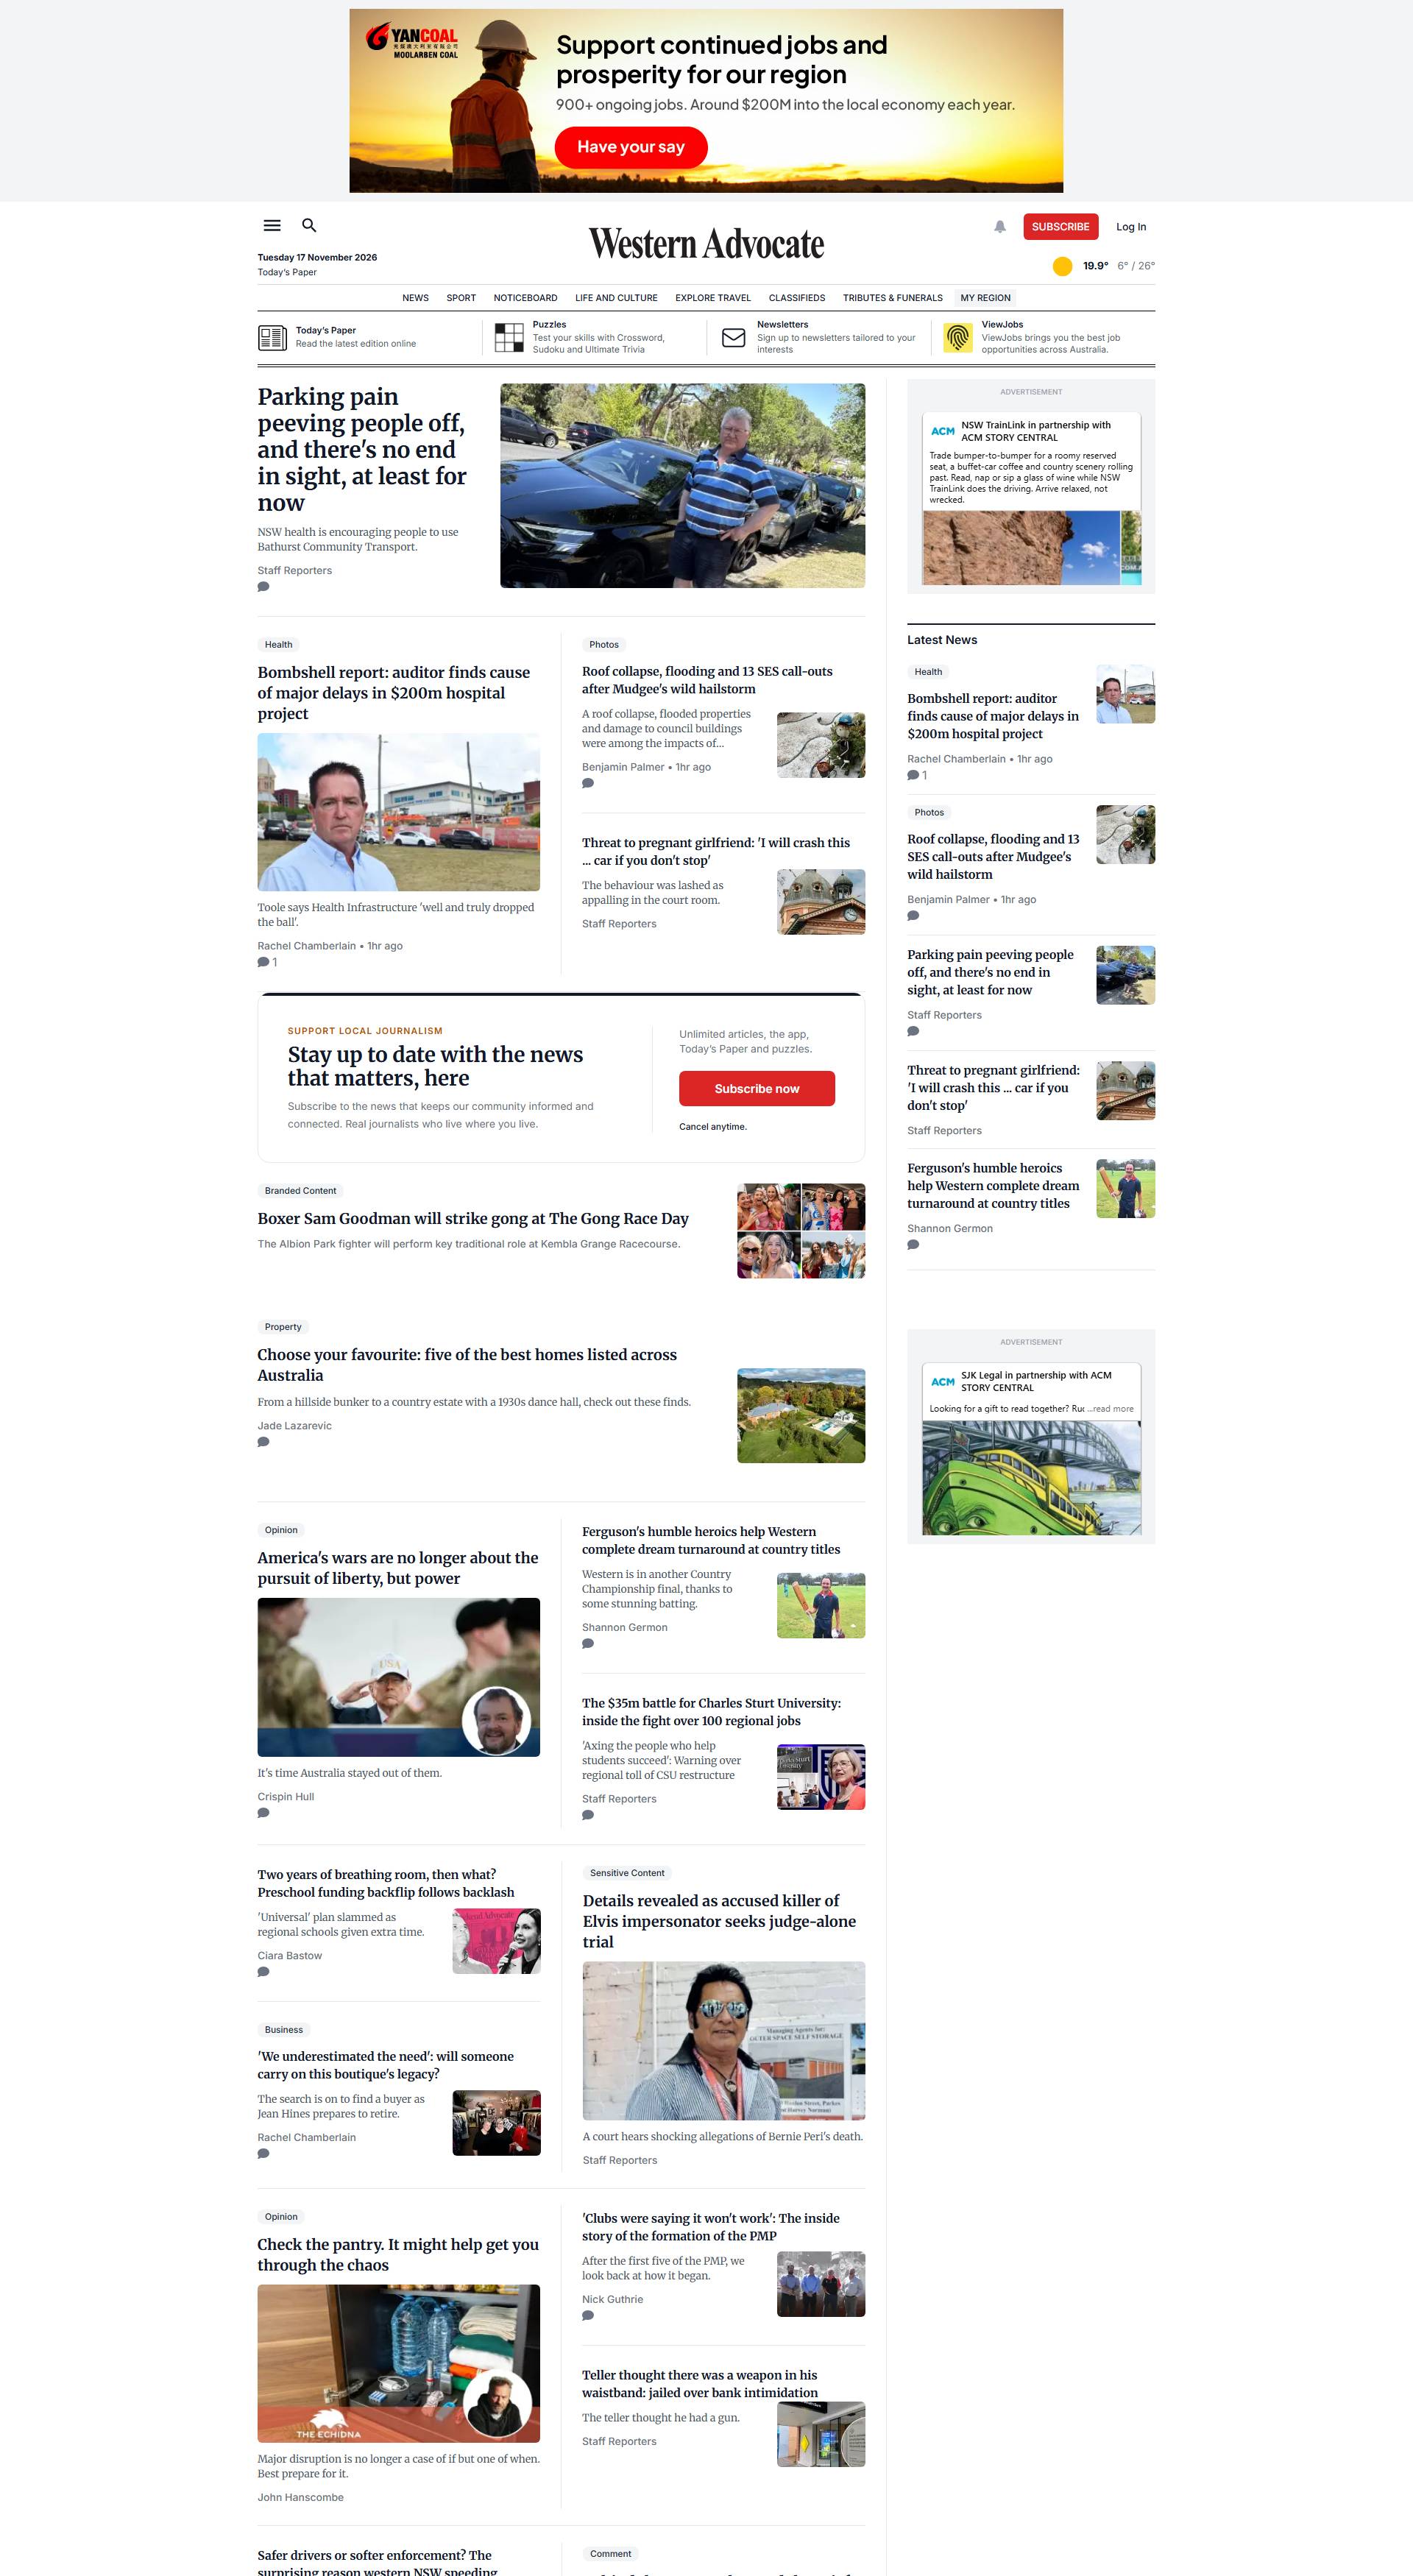 YANCOAL
MOOLARBEN COAL
Support continued jobs and
prosperity for our region
900+ ongoing jobs. Around $200M into the local economy each year.
Have your say
Western Advocate
SUBSCRIBE
Log In
Tuesday 17 November 2026
Today's Paper
19.9° 6° / 26°
NEWS SPORT NOTICEBOARD LIFE AND CULTURE EXPLORE TRAVEL CLASSIFIEDS TRIBUTES & FUNERALS MY REGION
Today's Paper
Read the latest edition online
Puzzles
Test your skills with Crossword,
Sudoku and Ultimate Trivia
Newsletters
Sign up to newsletters tailored to your
interests
ViewJobs
ViewJobs brings you the best job
opportunities across Australia.
Parking pain
peeving people off,
and there's no end
in sight, at least for
now
NSW health is encouraging people to use
Bathurst Community Transport.
Staff Reporters
Health
Bombshell report: auditor finds cause
of major delays in $200m hospital
project
Toole says Health Infrastructure 'well and truly dropped
the ball'.
Rachel Chamberlain • 1hr ago
1
Photos
Roof collapse, flooding and 13 SES call-outs
after Mudgee's wild hailstorm
A roof collapse, flooded properties
and damage to council buildings
were among the impacts of...
Benjamin Palmer • 1hr ago
Threat to pregnant girlfriend: 'I will crash this
... car if you don't stop'
The behaviour was lashed as
appalling in the court room.
Staff Reporters
SUPPORT LOCAL JOURNALISM
Stay up to date with the news
that matters, here
Subscribe to the news that keeps our community informed and
connected. Real journalists who live where you live.
Unlimited articles, the app,
Today's Paper and puzzles.
Subscribe now
Cancel anytime.
Branded Content
Boxer Sam Goodman will strike gong at The Gong Race Day
The Albion Park fighter will perform key traditional role at Kembla Grange Racecourse.
Property
Choose your favourite: five of the best homes listed across
Australia
From a hillside bunker to a country estate with a 1930s dance hall, check out these finds.
Jade Lazarevic
Opinion
America's wars are no longer about the
pursuit of liberty, but power
USA
It's time Australia stayed out of them.
Crispin Hull
Ferguson's humble heroics help Western
complete dream turnaround at country titles
Western is in another Country
Championship final, thanks to
some stunning batting.
Shannon Germon
The $35m battle for Charles Sturt University:
inside the fight over 100 regional jobs
'Axing the people who help
students succeed': Warning over
regional toll of CSU restructure
Staff Reporters
Two years of breathing room, then what?
Preschool funding backflip follows backlash
'Universal' plan slammed as
regional schools given extra time.
Ciara Bastow
Business
'We underestimated the need': will someone
carry on this boutique's legacy?
The search is on to find a buyer as
Jean Hines prepares to retire.
Rachel Chamberlain
Sensitive Content
Details revealed as accused killer of
Elvis impersonator seeks judge-alone
trial
Managing Agents for:
OUTER SPACE SELF STORAGE
A court hears shocking allegations of Bernie Peri's death.
Staff Reporters
Opinion
Check the pantry. It might help get you
through the chaos
THE ECHIDNA
Major disruption is no longer a case of if but one of when.
Best prepare for it.
John Hanscombe
'Clubs were saying it won't work': The inside
story of the formation of the PMP
After the first five of the PMP, we
look back at how it began.
Nick Guthrie
Teller thought there was a weapon in his
waistband: jailed over bank intimidation
The teller thought he had a gun.
Staff Reporters
Safer drivers or softer enforcement? The
surprising reason western NSW speeding
Comment
ADVERTISEMENT
ACM
NSW TrainLink in partnership with
ACM STORY CENTRAL
Trade bumper-to-bumper for a roomy reserved
seat, a buffet-car coffee and country scenery rolling
past. Read, nap or sip a glass of wine while NSW
TrainLink does the driving. Arrive relaxed, not
wrecked.
Latest News
Health
Bombshell report: auditor
finds cause of major delays in
$200m hospital project
Rachel Chamberlain • 1hr ago
1
Photos
Roof collapse, flooding and 13
SES call-outs after Mudgee's
wild hailstorm
Benjamin Palmer • 1hr ago
Parking pain peeving people
off, and there's no end in
sight, at least for now
Staff Reporters
Threat to pregnant girlfriend:
'I will crash this ... car if you
don't stop'
Staff Reporters
Ferguson's humble heroics
help Western complete dream
turnaround at country titles
Shannon Germon
ADVERTISEMENT
ACM
SJK Legal in partnership with ACM
STORY CENTRAL
Looking for a gift to read together? Ru ...read more